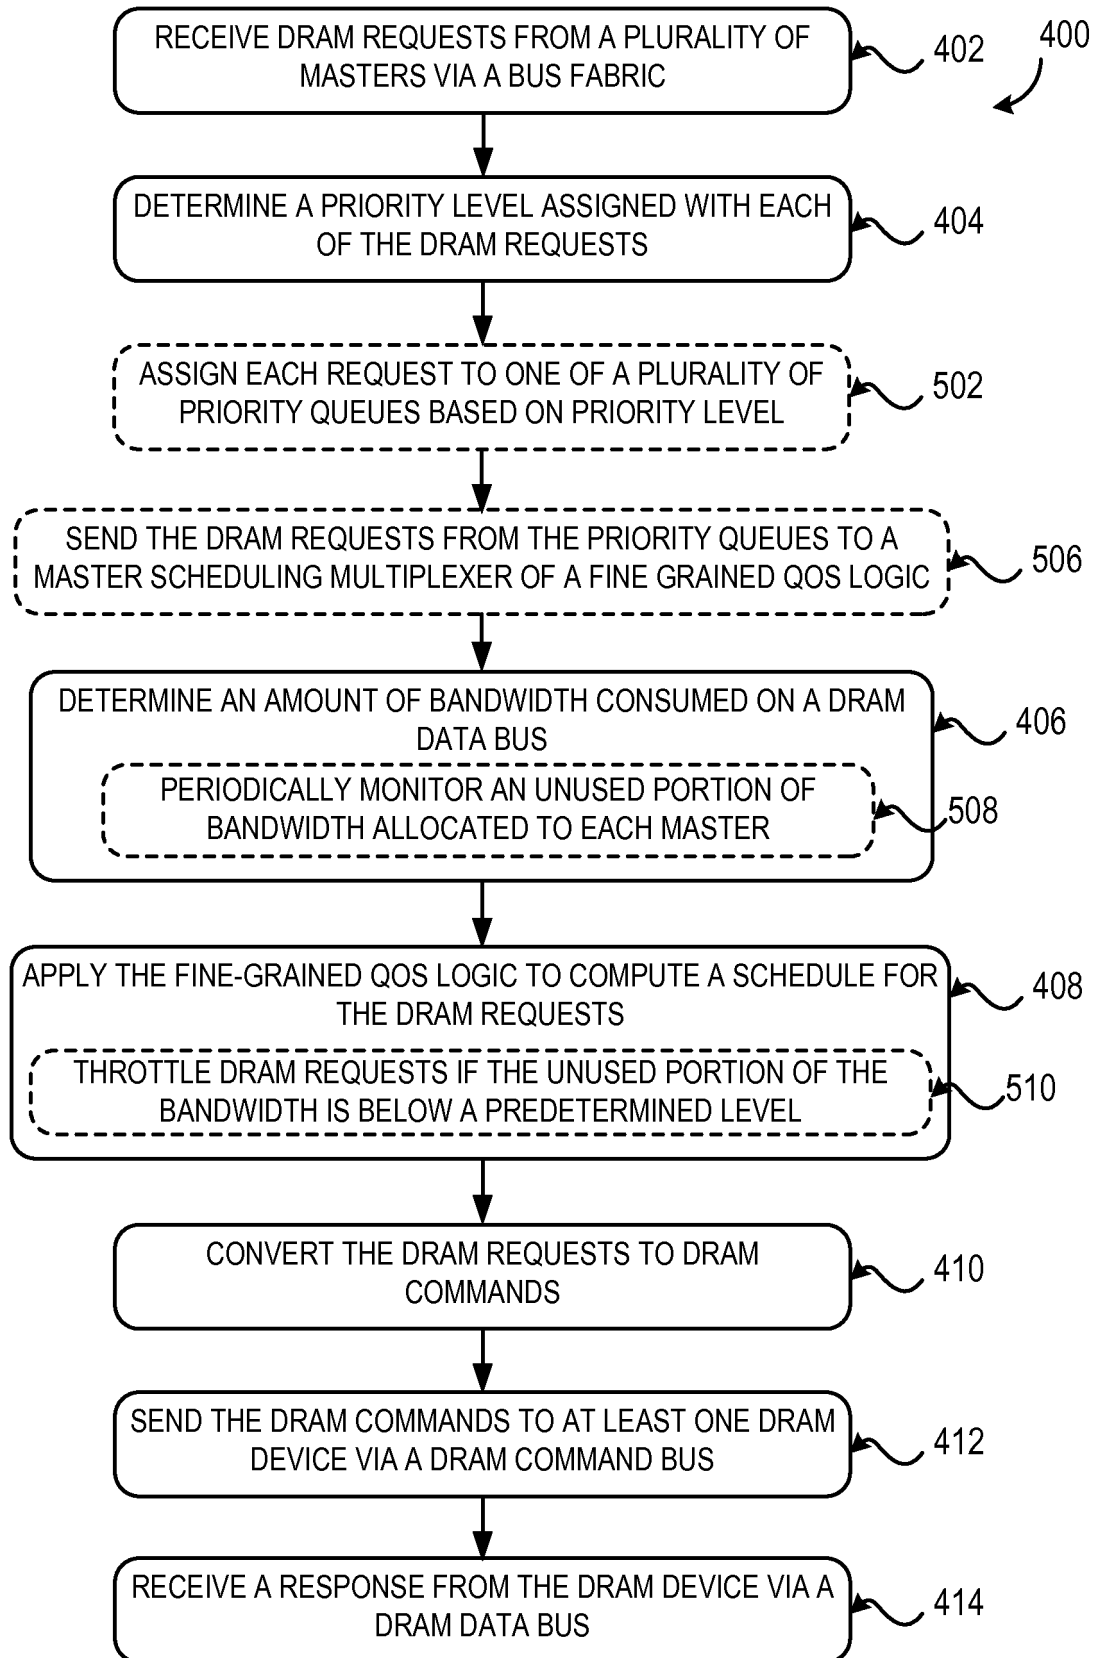 RECEIVE DRAM REQUESTS FROM A PLURALITY OF
MASTERS VIA A BUS FABRIC
402
400
DETERMINE A PRIORITY LEVEL ASSIGNED WITH EACH
OF THE DRAM REQUESTS
404
ASSIGN EACH REQUEST TO ONE OF A PLURALITY OF
PRIORITY QUEUES BASED ON PRIORITY LEVEL
502
SEND THE DRAM REQUESTS FROM THE PRIORITY QUEUES TO A
MASTER SCHEDULING MULTIPLEXER OF A FINE GRAINED QOS LOGIC
506
DETERMINE AN AMOUNT OF BANDWIDTH CONSUMED ON A DRAM
DATA BUS
406
PERIODICALLY MONITOR AN UNUSED PORTION OF
BANDWIDTH ALLOCATED TO EACH MASTER
508
APPLY THE FINE-GRAINED QOS LOGIC TO COMPUTE A SCHEDULE FOR
THE DRAM REQUESTS
408
THROTTLE DRAM REQUESTS IF THE UNUSED PORTION OF THE
BANDWIDTH IS BELOW A PREDETERMINED LEVEL
510
CONVERT THE DRAM REQUESTS TO DRAM
COMMANDS
410
SEND THE DRAM COMMANDS TO AT LEAST ONE DRAM
DEVICE VIA A DRAM COMMAND BUS
412
RECEIVE A RESPONSE FROM THE DRAM DEVICE VIA A
DRAM DATA BUS
414